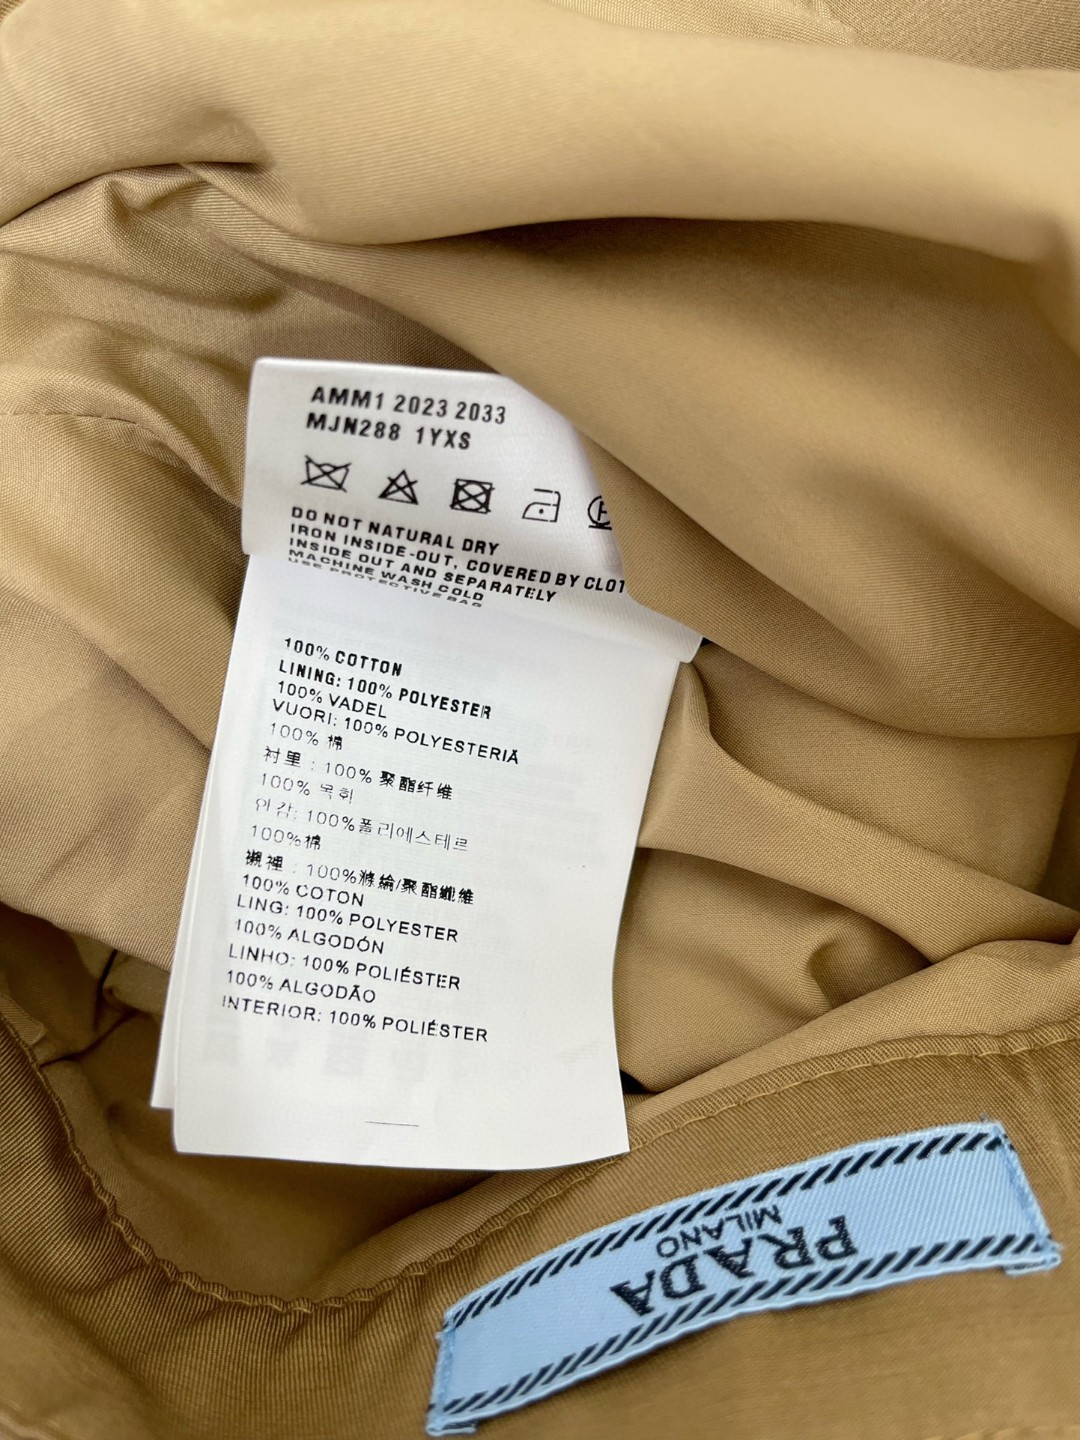 AMM1 2023 2033
MJN288 1YXS
DO NOT NATURAL DRY
IRON INSIDE-OUT, COVERED BY CLOT
INSIDE OUT AND SEPARATELY
MACHINE WASH COLD
USE PROTECTIVE BAG
100% COTTON
LINING: 100% POLYESTER
100% VADEL
VUORI: 100% POLYESTERIÄ
100% 棉
衬里：100% 聚酯纤维
100% 목화
안감: 100%폴리에스테르
100%棉
襯裡：100%滌綸/聚酯纖維
100% COTON
LING: 100% POLYESTER
100% ALGODÓN
LINHO: 100% POLIÉSTER
100% ALGODÃO
INTERIOR: 100% POLIÉSTER
PRADA
MILANO